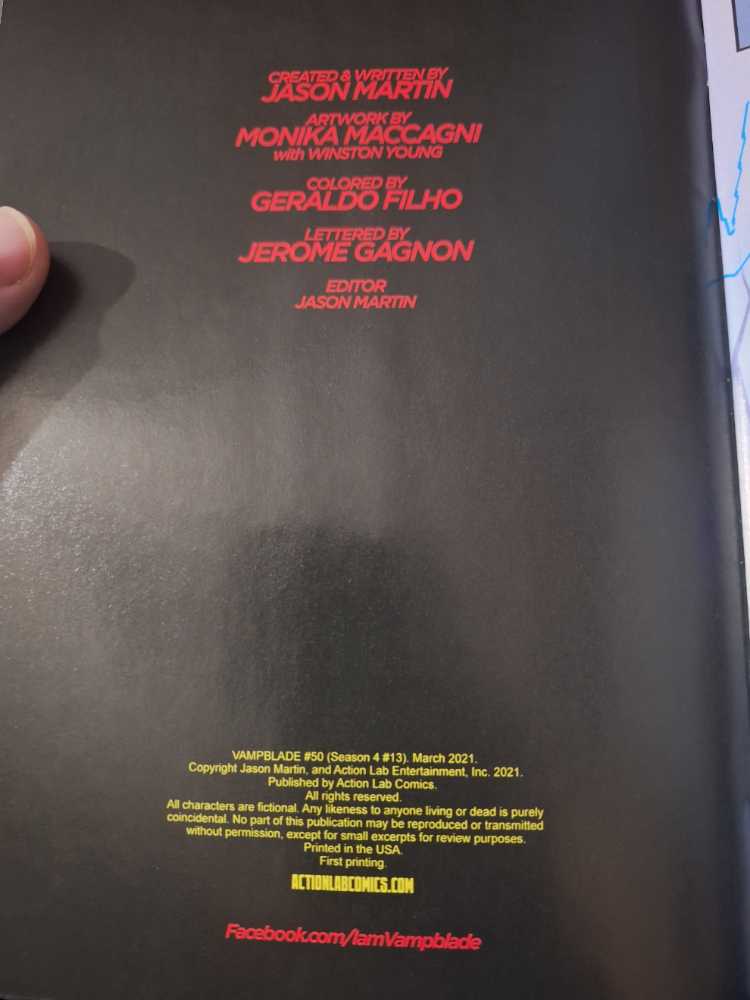 CREATED & WRITTEN BY
JASON MARTIN
ARTWORK BY
MONIKA MACCAGNI
with WINSTON YOUNG
COLORED BY
GERALDO FILHO
LETTERED BY
JEROME GAGNON
EDITOR
JASON MARTIN
VAMPBLADE #50 (Season 4 #13). March 2021.
Copyright Jason Martin, and Action Lab Entertainment, Inc. 2021.
Published by Action Lab Comics.
All rights reserved.
All characters are fictional. Any likeness to anyone living or dead is purely
coincidental. No part of this publication may be reproduced or transmitted
without permission, except for small excerpts for review purposes.
Printed in the USA.
First printing.
ACTIONLABCOMICS.COM
Facebook.com/IamVampblade